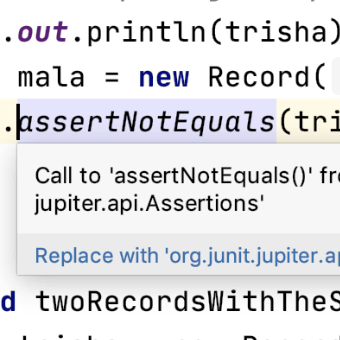 .out.println(trisha)
mala = new Record(
.assertNotEquals(tri
Call to 'assertNotEquals()' fro
jupiter.api.Assertions'
Replace with 'org.junit.jupiter.ap
d twoRecordsWithTheS